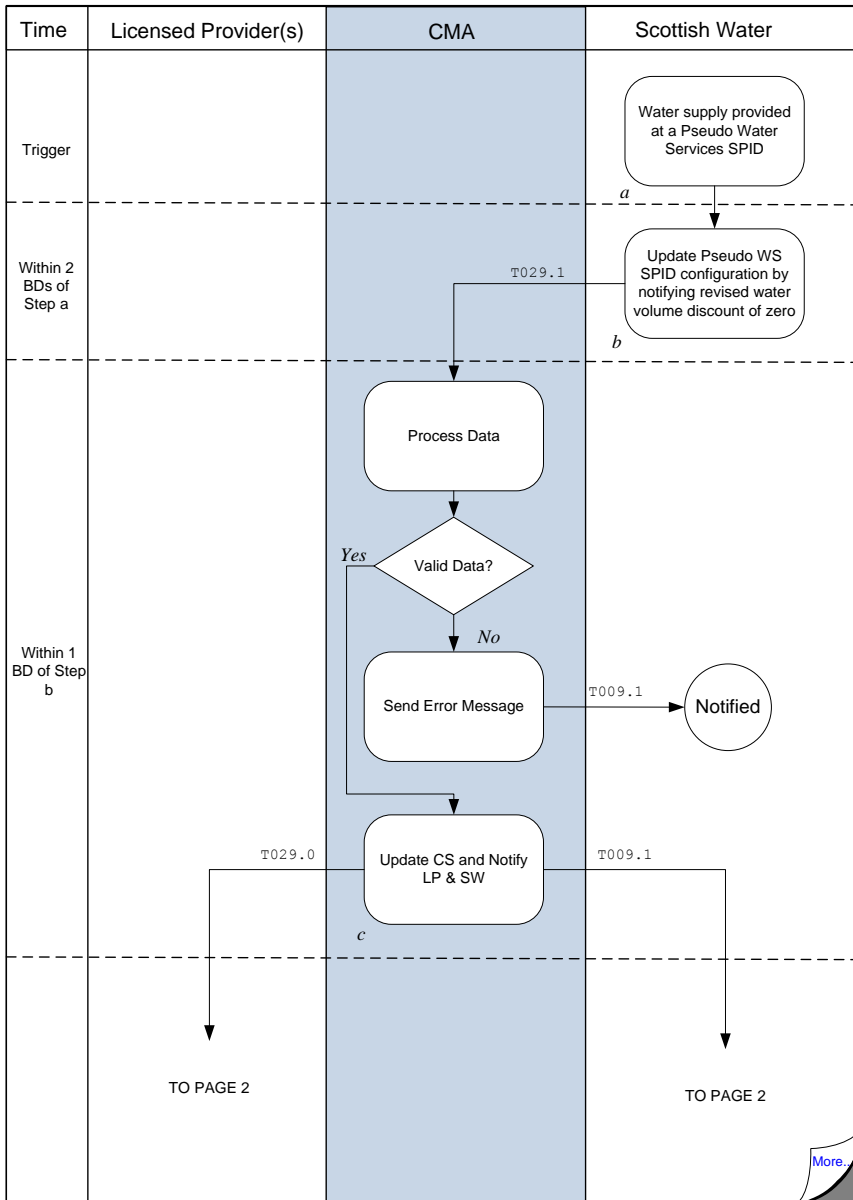 Time
Licensed Provider(s)
CMA
Scottish Water
Trigger
Water supply provided
at a Pseudo Water
Services SPID
a
Within 2
BDs of
Step a
T029.1
Update Pseudo WS
SPID configuration by
notifying revised water
volume discount of zero
b
Process Data
Valid Data?
Yes
No
Within 1
BD of Step
b
Send Error Message
T009.1
Notified
T029.0
Update CS and Notify
LP & SW
T009.1
c
TO PAGE 2
TO PAGE 2
More..